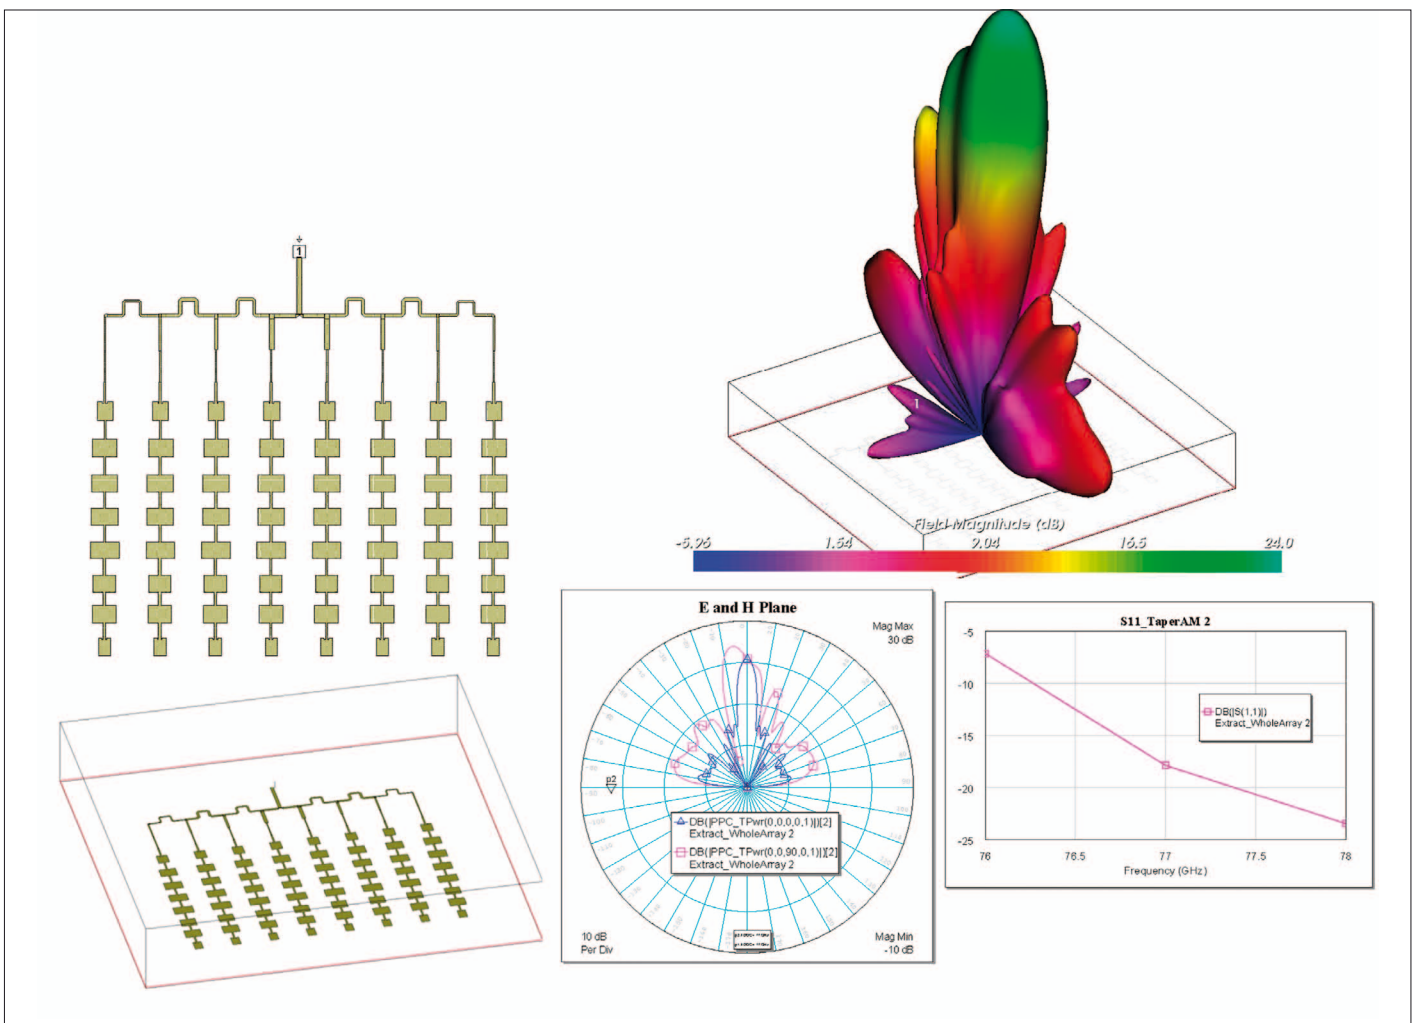 1
1
Field Magnitude (dB)
-5.96 1.54 9.04 16.5 24.0
E and H Plane
Mag Max
30 dB
p2
DB(|PPC_TPwr(0,0,0,0,1)|)[2]
Extract_WholeArray 2
DB(|PPC_TPwr(0,0,90,0,1)|)[2]
Extract_WholeArray 2
10 dB
Per Div
Mag Min
-10 dB
S11_TaperAM 2
-5
-10
-15
-20
-25
DB(|S(1,1)|)
Extract_WholeArray 2
76 76.5 77 77.5 78
Frequency (GHz)